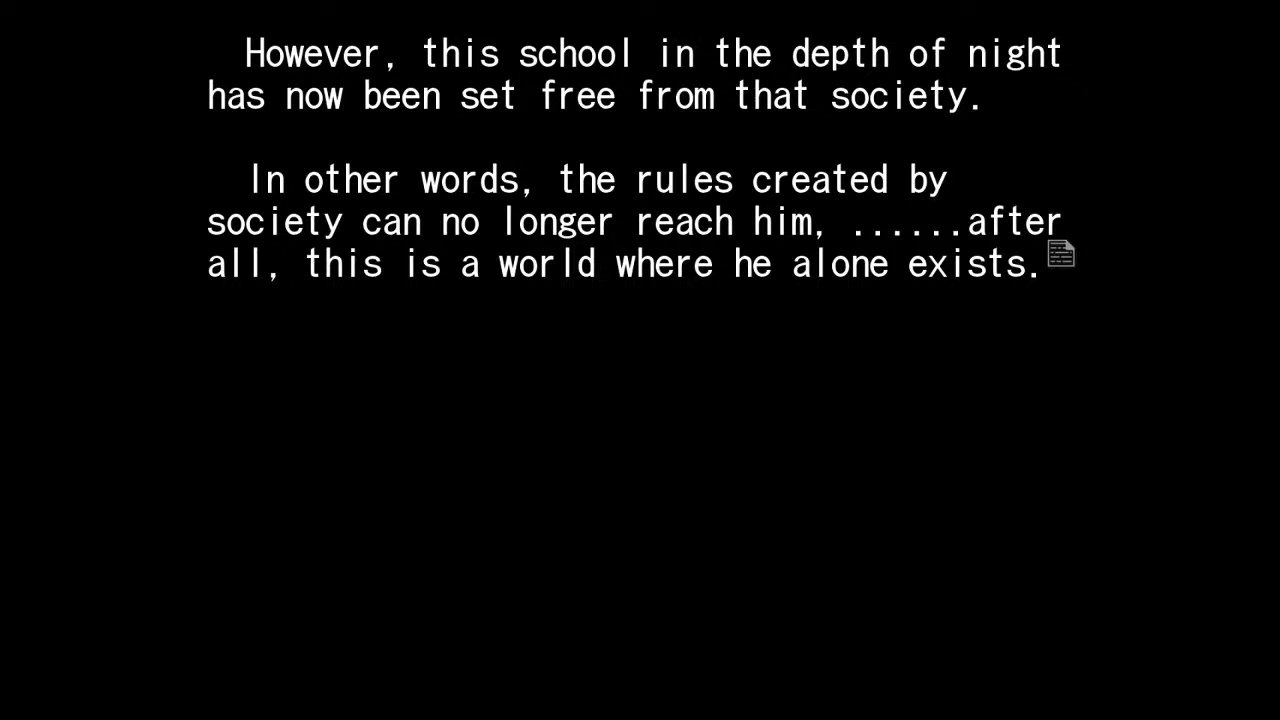 However, this school in the depth of night
has now been set free from that society.
In other words, the rules created by
society can no longer reach him, ......after
all, this is a world where he alone exists.